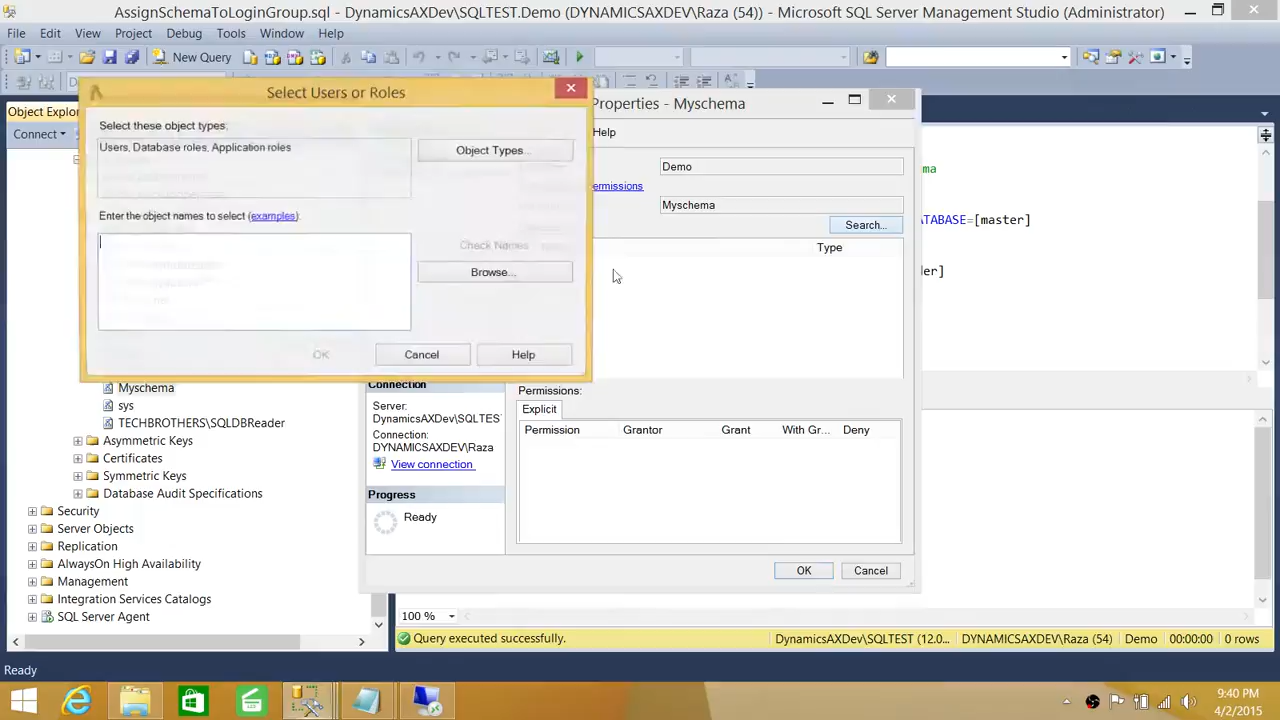 AssignSchemaToLoginGroup.sql - DynamicsAXDev\SQLTEST.Demo (DYNAMICSAXDEV\Raza (54)) - Microsoft SQL Server Management Studio (Administrator)
File Edit View Project Debug Tools Window Help
New Query
Object Explor
Connect
Select Users or Roles
Select these object types:
Users, Database roles, Application roles
Object Types...
Enter the object names to select (examples):
Check Names
Browse...
OK Cancel Help
Properties - Myschema
Help
Demo
ermissions
Myschema
Search...
Type
ma
ATABASE=[master]
er]
Myschema
sys
TECHBROTHERS\SQLDBReader
Asymmetric Keys
Certificates
Symmetric Keys
Database Audit Specifications
Security
Server Objects
Replication
AlwaysOn High Availability
Management
Integration Services Catalogs
SQL Server Agent
Connection
Server:
DynamicsAXDev\SQLTES
Connection:
DYNAMICSAXDEV\Raza
View connection
Progress
Ready
Permissions:
Explicit
Permission Grantor Grant With Gr... Deny
OK Cancel
100 %
Query executed successfully. DynamicsAXDev\SQLTEST (12.0... DYNAMICSAXDEV\Raza (54) Demo 00:00:00 0 rows
Ready
9:40 PM
4/2/2015